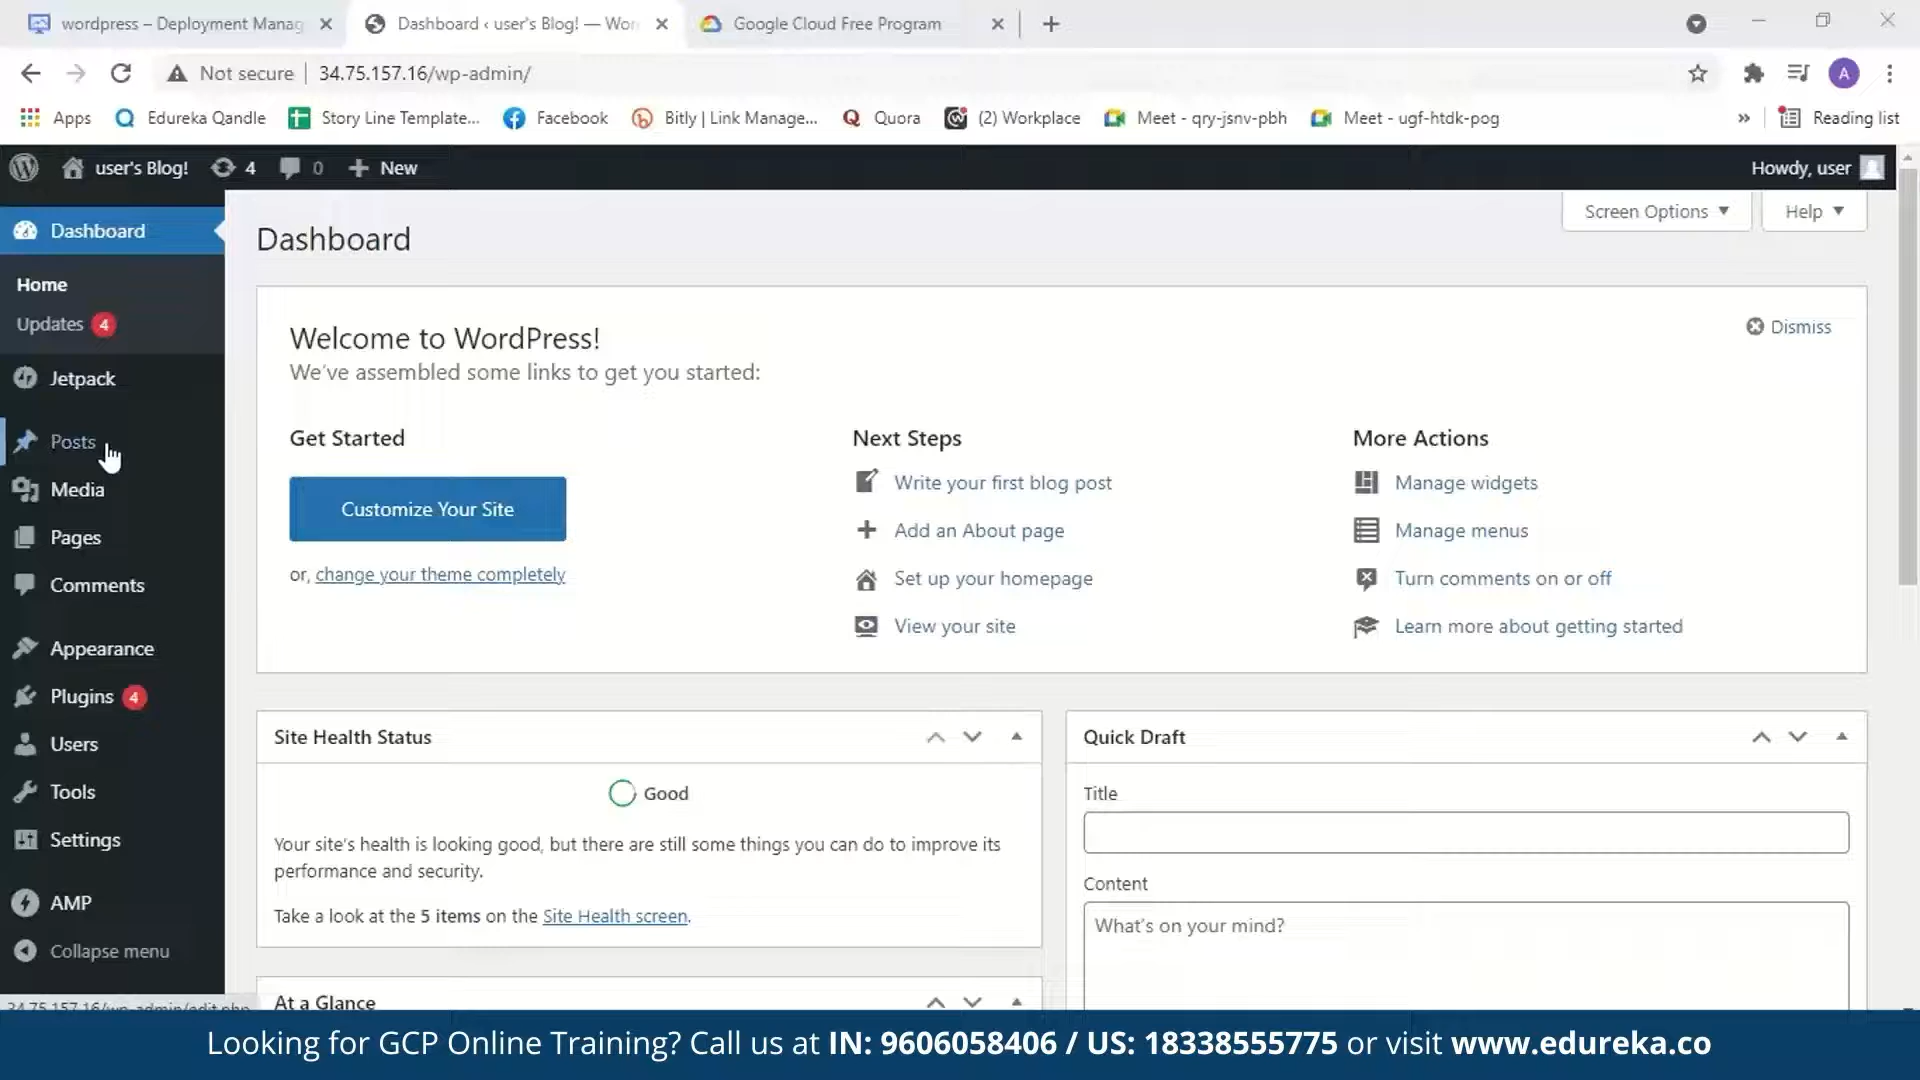 wordpress – Deployment Manag
Dashboard ‹ user's Blog! — Wor
Google Cloud Free Program
Not secure
34.75.157.16/wp-admin/
A
Apps
Edureka Qandle
Story Line Template...
Facebook
Bitly | Link Manage...
Quora
(2) Workplace
Meet - qry-jsnv-pbh
Meet - ugf-htdk-pog
»
Reading list
user's Blog!
4
0
New
Howdy, user
Dashboard
Home
Updates 4
Jetpack
Posts
Media
Pages
Comments
Appearance
Plugins 4
Users
Tools
Settings
AMP
Collapse menu
34.75.157.16/wp-admin/edit.php
Screen Options
Help
Dashboard
Welcome to WordPress!
We've assembled some links to get you started:
Dismiss
Get Started
Customize Your Site
or, change your theme completely
Next Steps
Write your first blog post
Add an About page
Set up your homepage
View your site
More Actions
Manage widgets
Manage menus
Turn comments on or off
Learn more about getting started
Site Health Status
Good
Your site's health is looking good, but there are still some things you can do to improve its
performance and security.
Take a look at the 5 items on the Site Health screen.
At a Glance
Quick Draft
Title
Content
What's on your mind?
Looking for GCP Online Training? Call us at IN: 9606058406 / US: 18338555775 or visit www.edureka.co